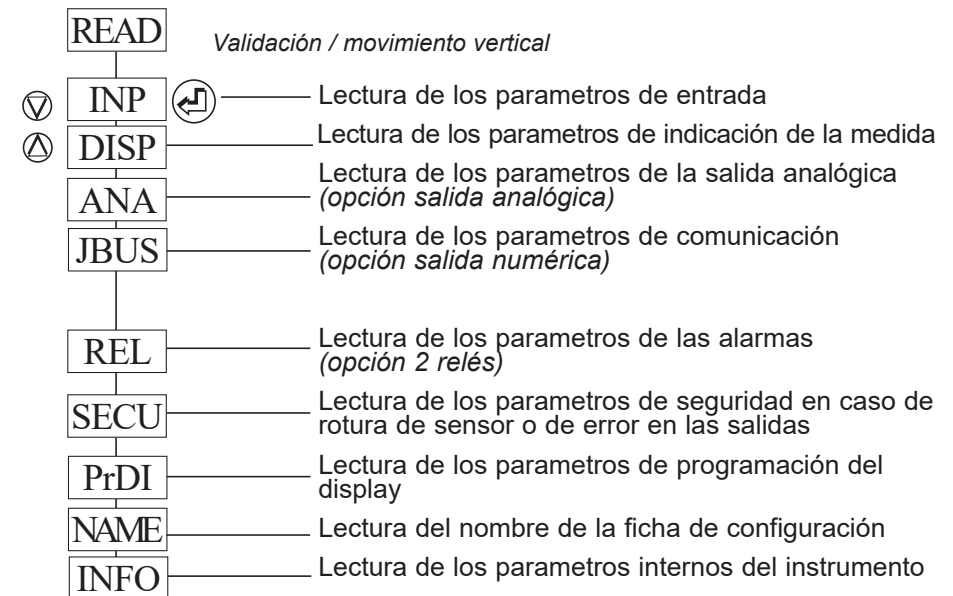 READ
Validación / movimiento vertical
INP
Lectura de los parametros de entrada
DISP
Lectura de los parametros de indicación de la medida
ANA
Lectura de los parametros de la salida analógica
(opción salida analógica)
JBUS
Lectura de los parametros de comunicación
(opción salida numérica)
REL
Lectura de los parametros de las alarmas
(opción 2 relés)
SECU
Lectura de los parametros de seguridad en caso de
rotura de sensor o de error en las salidas
PrDI
Lectura de los parametros de programación del
display
NAME
Lectura del nombre de la ficha de configuración
INFO
Lectura de los parametros internos del instrumento